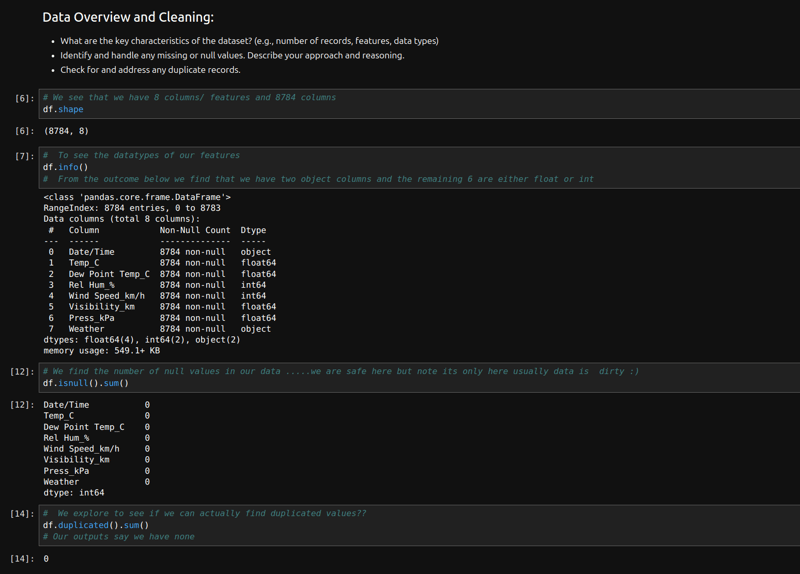 Data Overview and Cleaning:
• What are the key characteristics of the dataset? (e.g., number of records, features, data types)
• Identify and handle any missing or null values. Describe your approach and reasoning.
• Check for and address any duplicate records.
[6]: # We see that we have 8 columns/ features and 8784 columns
df.shape
[6]: (8784, 8)
[7]: #  To see the datatypes of our features
df.info()
#  From the outcome below we find that we have two object columns and the remaining 6 are either float or int
<class 'pandas.core.frame.DataFrame'>
RangeIndex: 8784 entries, 0 to 8783
Data columns (total 8 columns):
 #   Column            Non-Null Count  Dtype
---  ------            --------------  -----
 0   Date/Time         8784 non-null   object
 1   Temp_C            8784 non-null   float64
 2   Dew Point Temp_C  8784 non-null   float64
 3   Rel Hum_%         8784 non-null   int64
 4   Wind Speed_km/h   8784 non-null   int64
 5   Visibility_km     8784 non-null   float64
 6   Press_kPa         8784 non-null   float64
 7   Weather           8784 non-null   object
dtypes: float64(4), int64(2), object(2)
memory usage: 549.1+ KB
[12]: # We find the number of null values in our data .....we are safe here but note its only here usually data is  dirty :)
df.isnull().sum()
[12]: Date/Time           0
Temp_C              0
Dew Point Temp_C    0
Rel Hum_%           0
Wind Speed_km/h     0
Visibility_km       0
Press_kPa           0
Weather             0
dtype: int64
[14]: #  We explore to see if we can actually find duplicated values??
df.duplicated().sum()
# Our outputs say we have none
[14]: 0